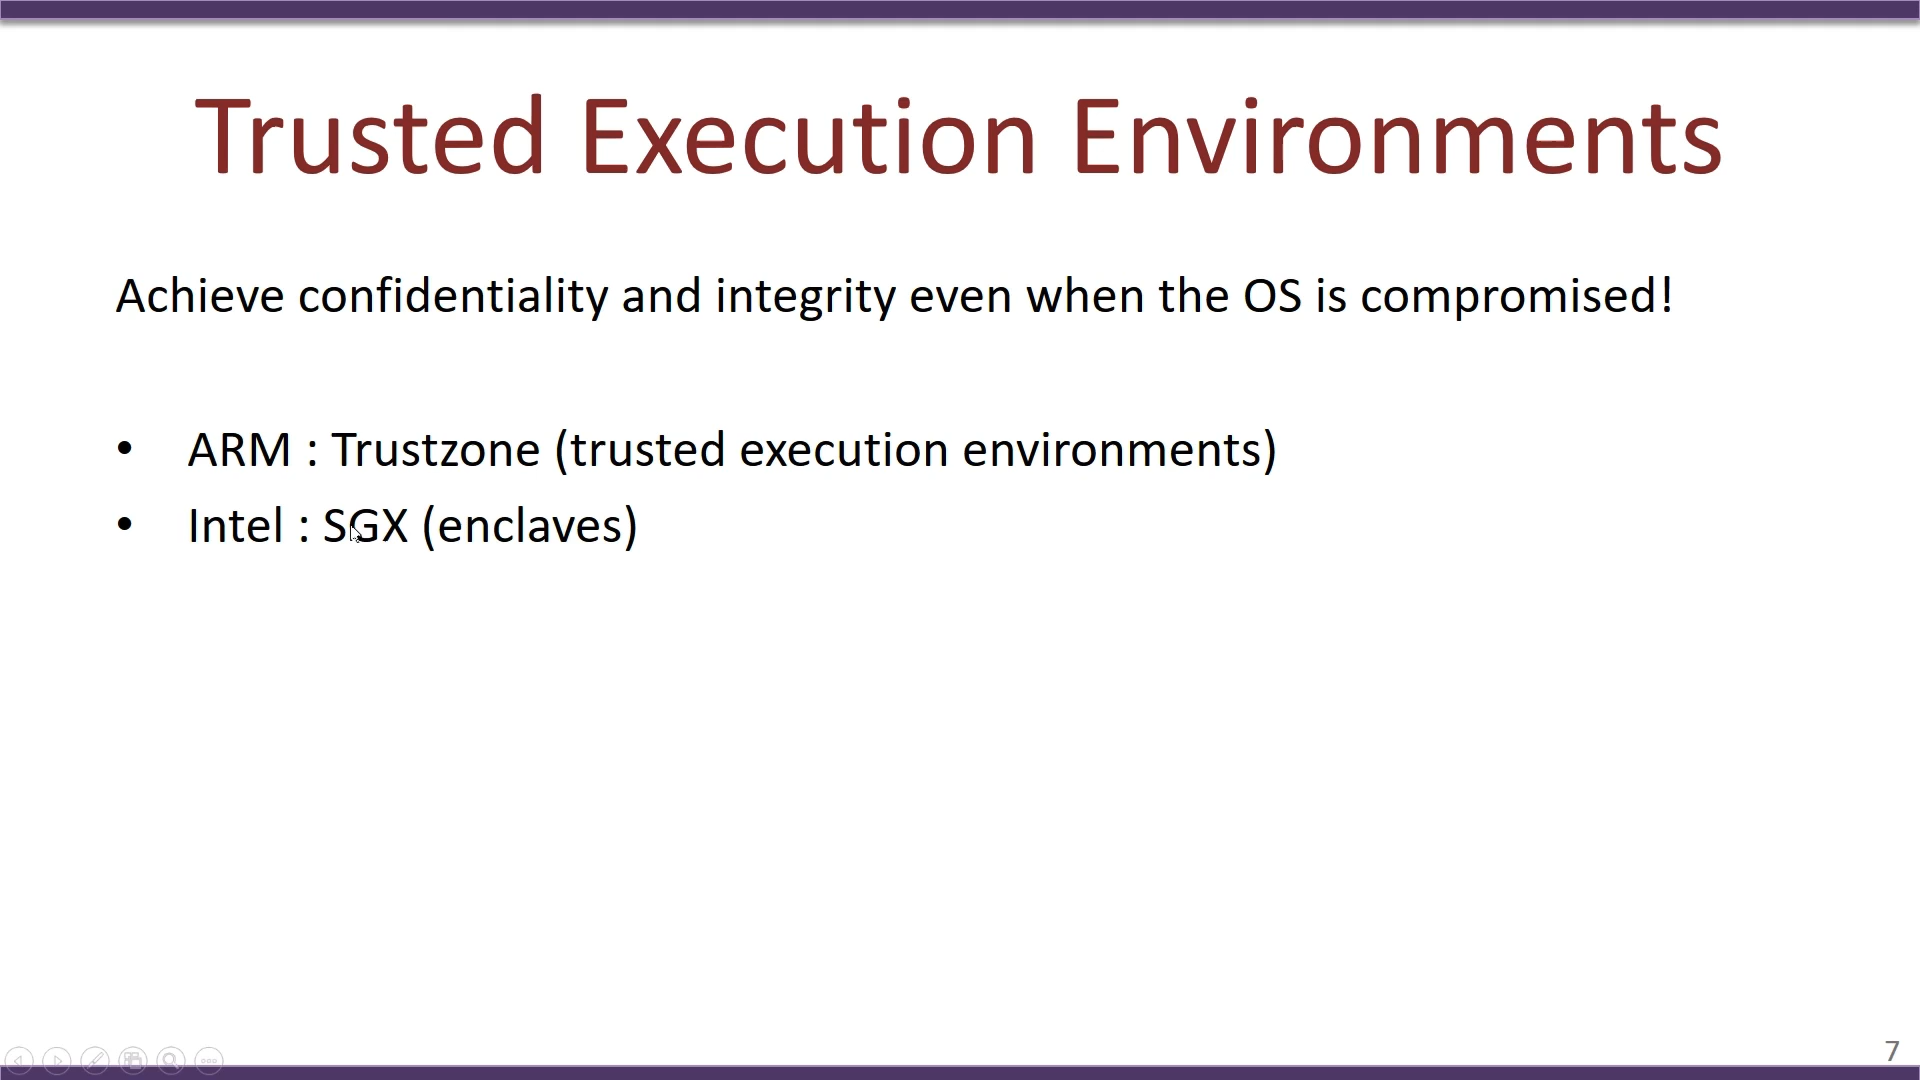 Trusted Execution Environments
Achieve confidentiality and integrity even when the OS is compromised!
• ARM : Trustzone (trusted execution environments)
• Intel : SGX (enclaves)
7